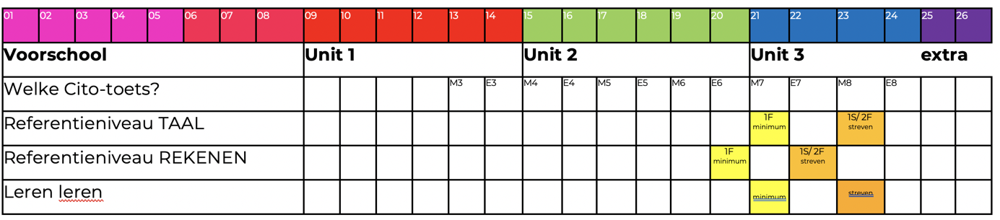 01 02 03 04 05 06 07 08 09 10 11 12 13 14 15 16 17 18 19 20 21 22 23 24 25 26
Voorschool Unit 1 Unit 2 Unit 3 extra
Welke Cito-toets? M3 E3 M4 E4 M5 E5 M6 E6 M7 E7 M8 E8
Referentieniveau TAAL 1F 1S/ 2F
minimum streven
Referentieniveau REKENEN 1F 1S/ 2F
minimum streven
Leren leren minimum streven